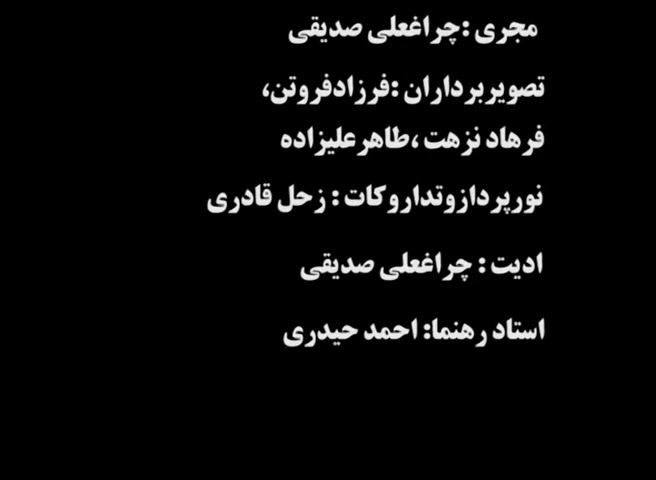 مجری :چراغعلی صدیقی
تصویربرداران :فرزادفروتن،
فرهاد نزهت ،طاهرعلیزاده
نورپردازوتداروکات : زحل قادری
ادیت : چراغعلی صدیقی
استاد رهنما: احمد حیدری